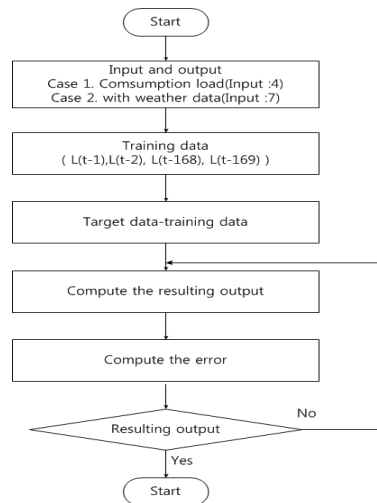 Start
Input and output
Case 1. Comsumption load(Input :4)
Case 2. with weather data(Input :7)
Training data
( L(t-1),L(t-2), L(t-168), L(t-169) )
Target data-training data
Compute the resulting output
Compute the error
Resulting output
No
Yes
Start